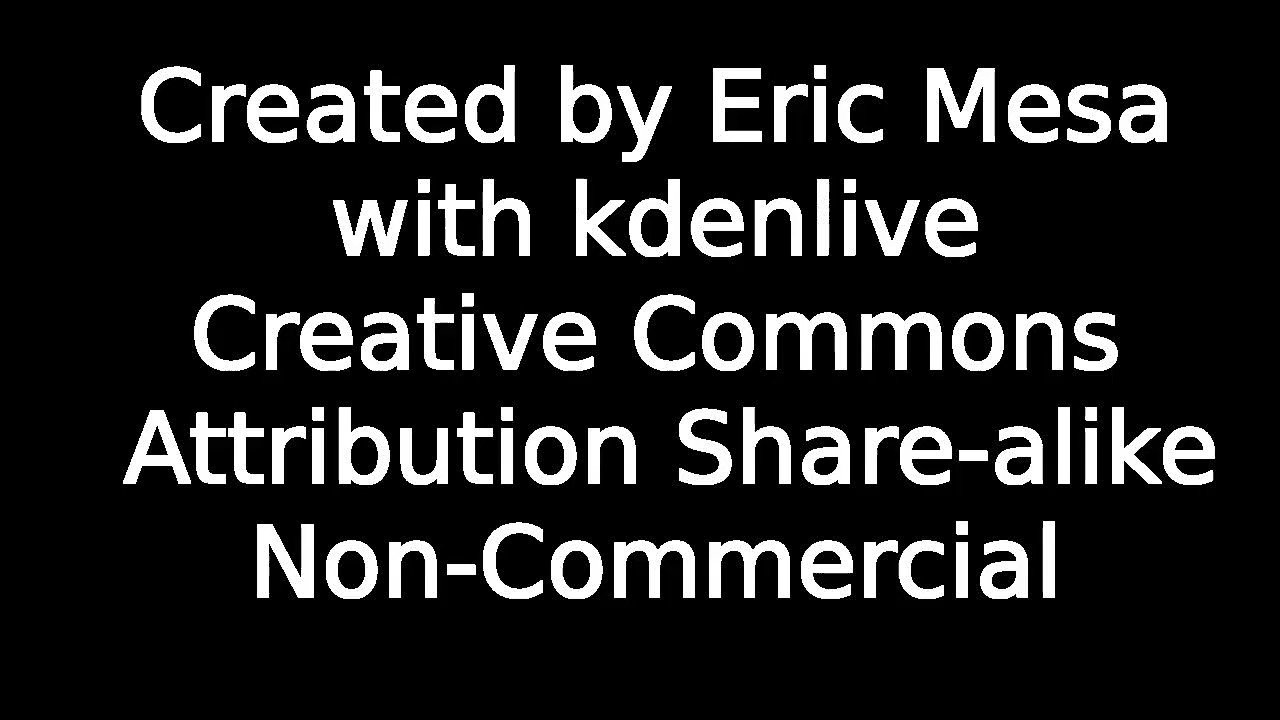 Created by Eric Mesa
with kdenlive
Creative Commons
Attribution Share-alike
Non-Commercial